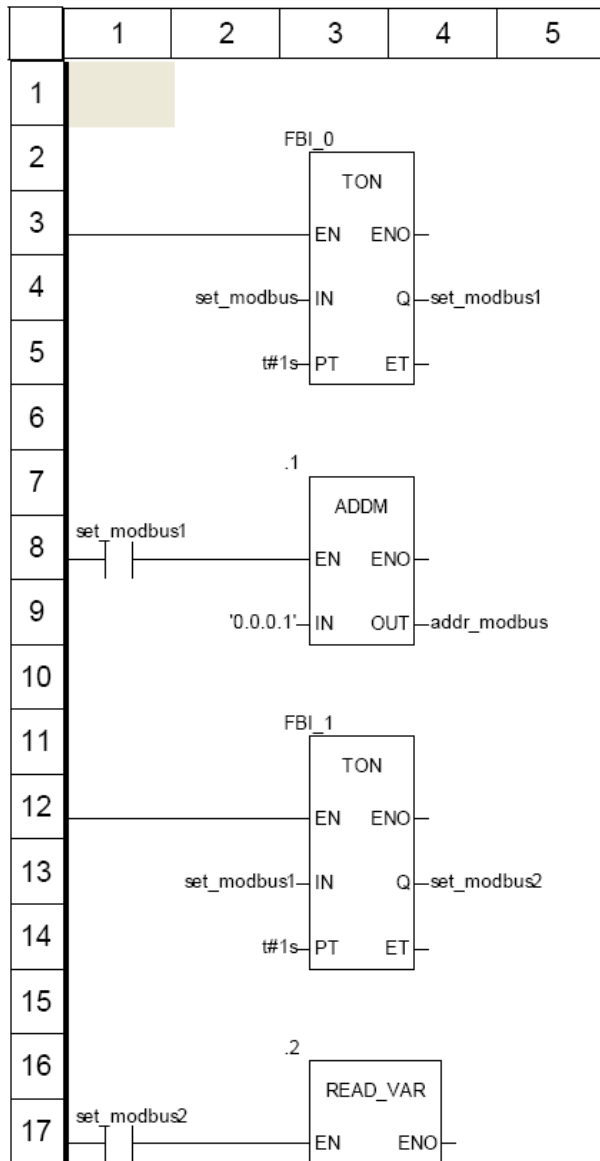 1 2 3 4 5
1
FBI_0
2
TON
3
EN ENO
4
set_modbus IN Q set_modbus1
5
t#1s PT ET
6
.1
7
ADDM
set_modbus1
8
EN ENO
9
'0.0.0.1' IN OUT addr_modbus
10
FBI_1
11
TON
12
EN ENO
13
set_modbus1 IN Q set_modbus2
14
t#1s PT ET
15
.2
16
READ_VAR
set_modbus2
17
EN ENO